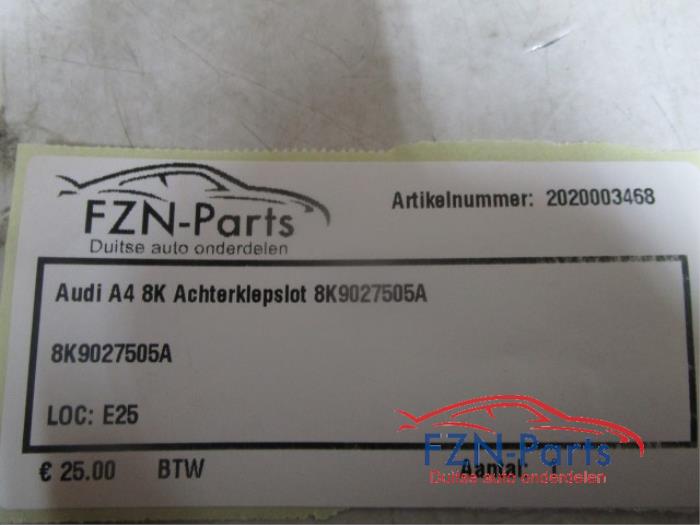 FZN-Parts
Duitse auto onderdelen
Artikelnummer: 2020003468
Audi A4 8K Achterklepslot 8K9027505A
8K9027505A
LOC: E25
€ 25.00 BTW Aantal: 1
FZN-Parts
Duitse auto onderdelen